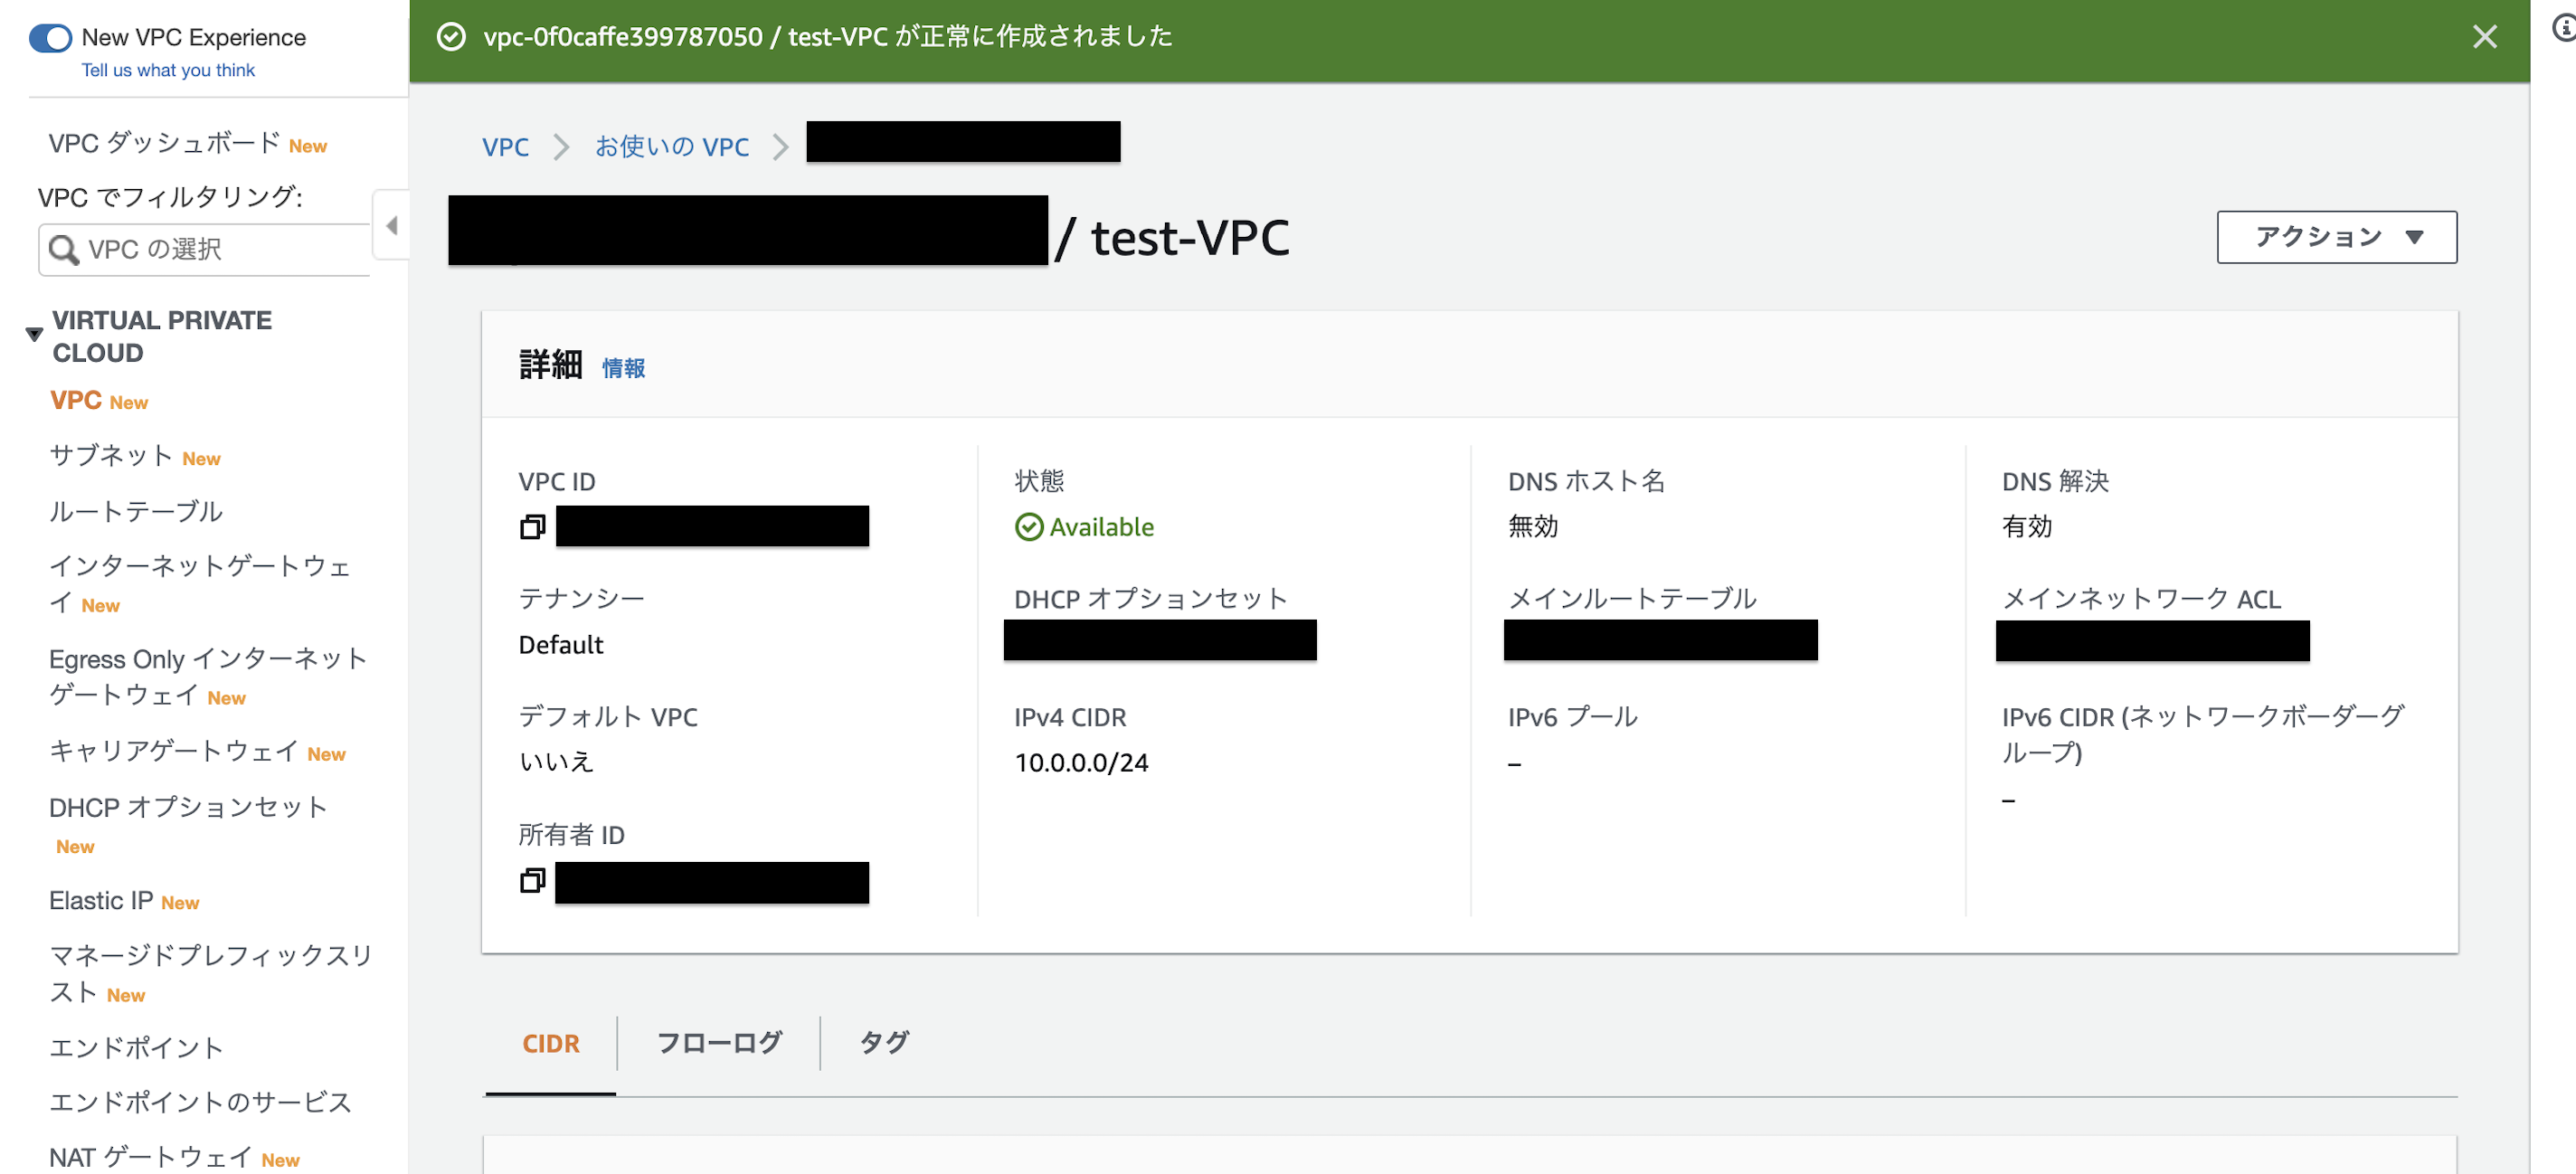 New VPC Experience
Tell us what you think
VPC ダッシュボード New
VPC でフィルタリング:
VPC の選択
VIRTUAL PRIVATE
CLOUD
VPC New
サブネット New
ルートテーブル
インターネットゲートウェ
イ New
Egress Only インターネット
ゲートウェイ New
キャリアゲートウェイ New
DHCP オプションセット
New
Elastic IP New
マネージドプレフィックスリ
スト New
エンドポイント
エンドポイントのサービス
NAT ゲートウェイ New
vpc-0f0caffe399787050 / test-VPC が正常に作成されました
VPC > お使いの VPC >
/ test-VPC
アクション
詳細 情報
VPC ID
状態
Available
DNS ホスト名
無効
DNS 解決
有効
テナンシー
Default
DHCP オプションセット
メインルートテーブル
メインネットワーク ACL
デフォルト VPC
いいえ
IPv4 CIDR
10.0.0.0/24
IPv6 プール
–
IPv6 CIDR (ネットワークボーダーグ
ループ)
–
所有者 ID
CIDR
フローログ
タグ